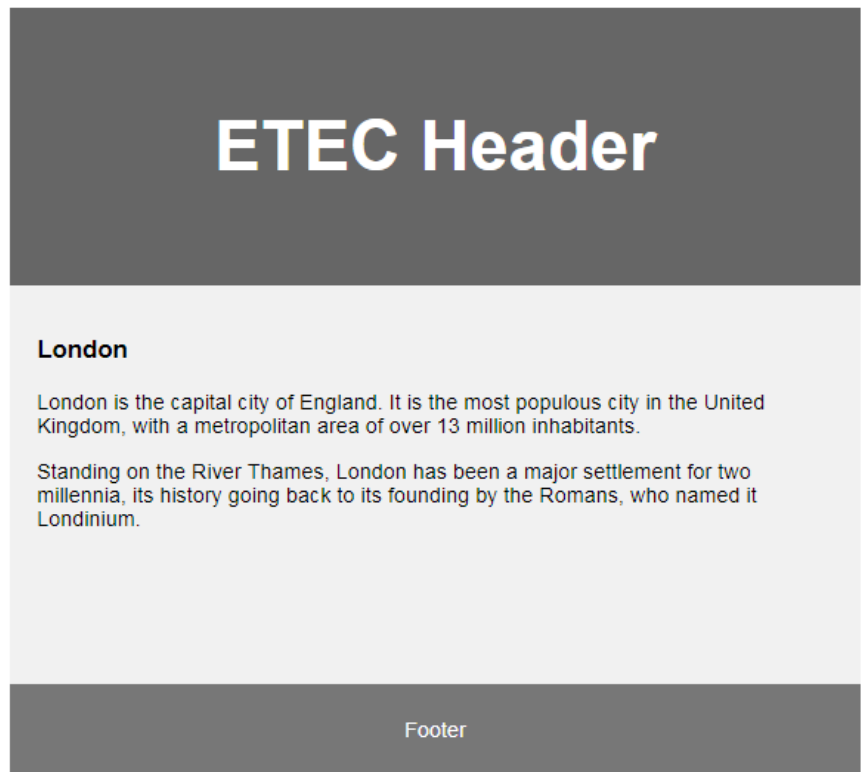 ETEC Header
London
London is the capital city of England. It is the most populous city in the United
Kingdom, with a metropolitan area of over 13 million inhabitants.
Standing on the River Thames, London has been a major settlement for two
millennia, its history going back to its founding by the Romans, who named it
Londinium.
Footer